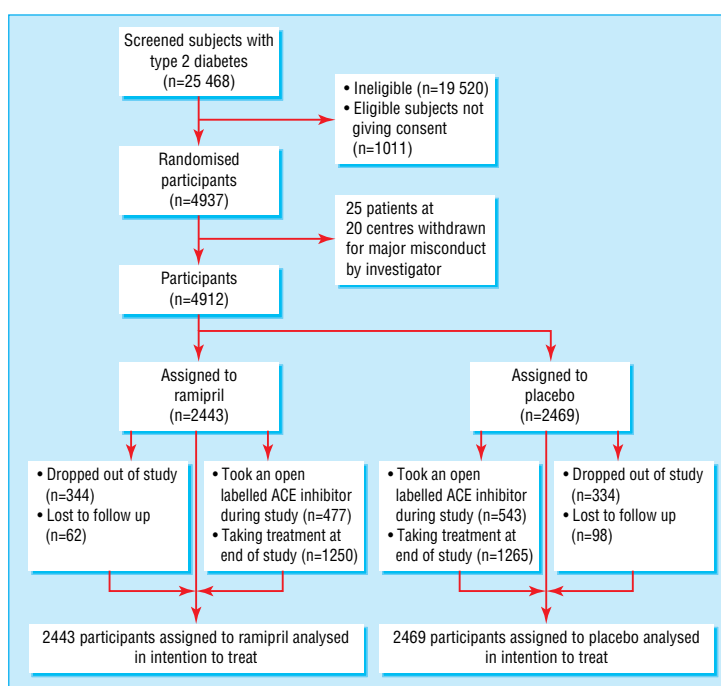 Screened subjects with
type 2 diabetes
(n=25 468)
• Ineligible (n=19 520)
• Eligible subjects not
giving consent
(n=1011)
Randomised
participants
(n=4937)
25 patients at
20 centres withdrawn
for major misconduct
by investigator
Participants
(n=4912)
Assigned to
ramipril
(n=2443)
Assigned to
placebo
(n=2469)
• Dropped out of study
(n=344)
• Lost to follow up
(n=62)
• Took an open
labelled ACE inhibitor
during study (n=477)
• Taking treatment at
end of study (n=1250)
• Took an open
labelled ACE inhibitor
during study (n=543)
• Taking treatment at
end of study (n=1265)
• Dropped out of study
(n=334)
• Lost to follow up
(n=98)
2443 participants assigned to ramipril analysed
in intention to treat
2469 participants assigned to placebo analysed
in intention to treat